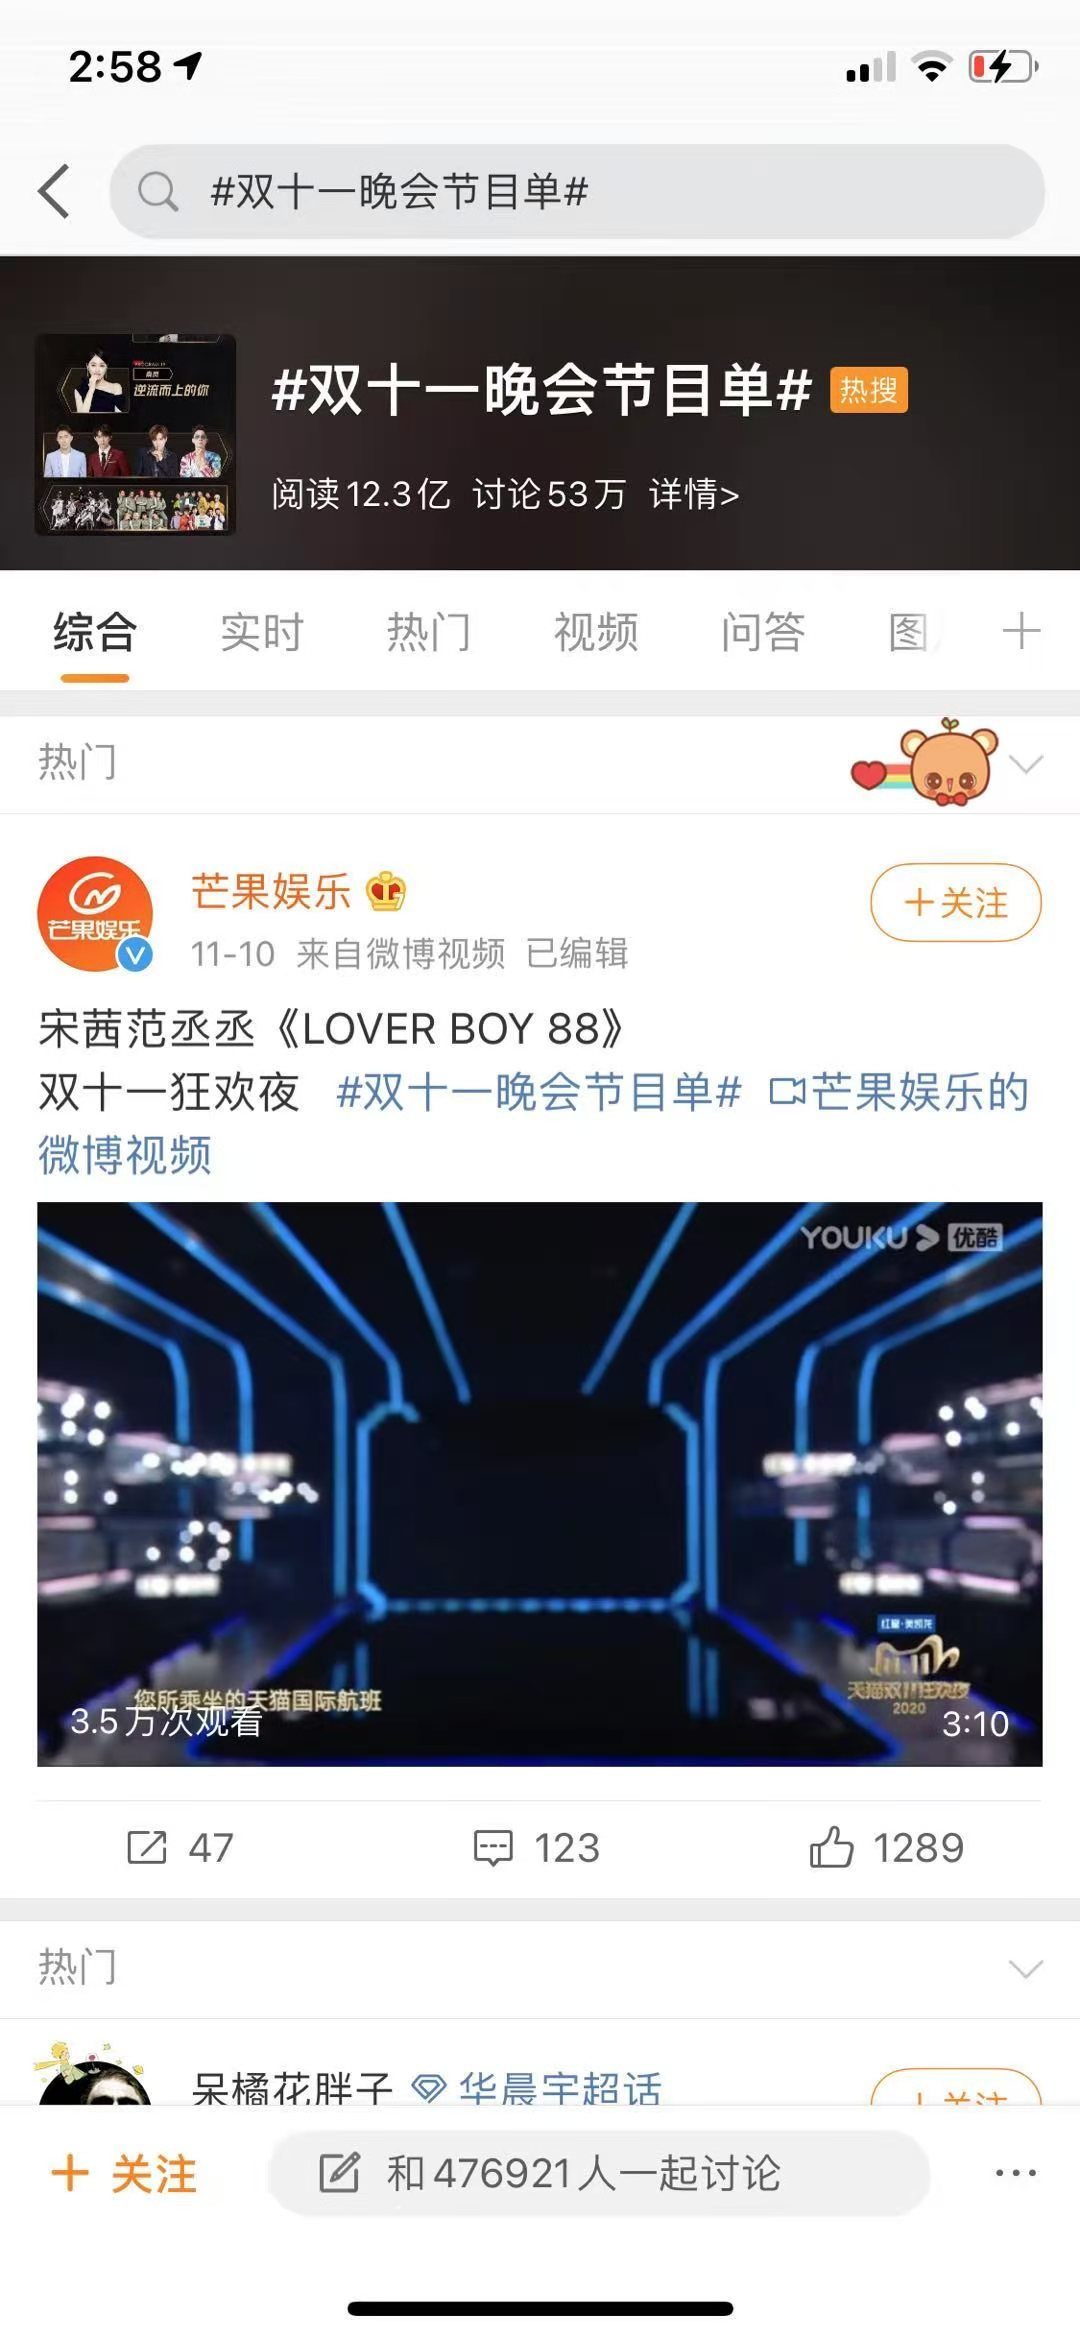 2:58
#双十一晚会节目单#
逆流而上的你
#双十一晚会节目单# 热搜
阅读12.3亿 讨论53万 详情>
综合 实时 热门 视频 问答 图
热门
芒果娱乐
芒果娱乐
+关注
11-10 来自微博视频 已编辑
宋茜范丞丞《LOVER BOY 88》
双十一狂欢夜 #双十一晚会节目单# 芒果娱乐的
微博视频
YOUKU 优酷
11.11
天猫双11狂欢夜
2020
您所乘坐的天猫国际航班
3.5万次观看
3:10
47 123 1289
热门
呆橘花胖子 华晨宇超话
+关注
+ 关注 和476921人一起讨论